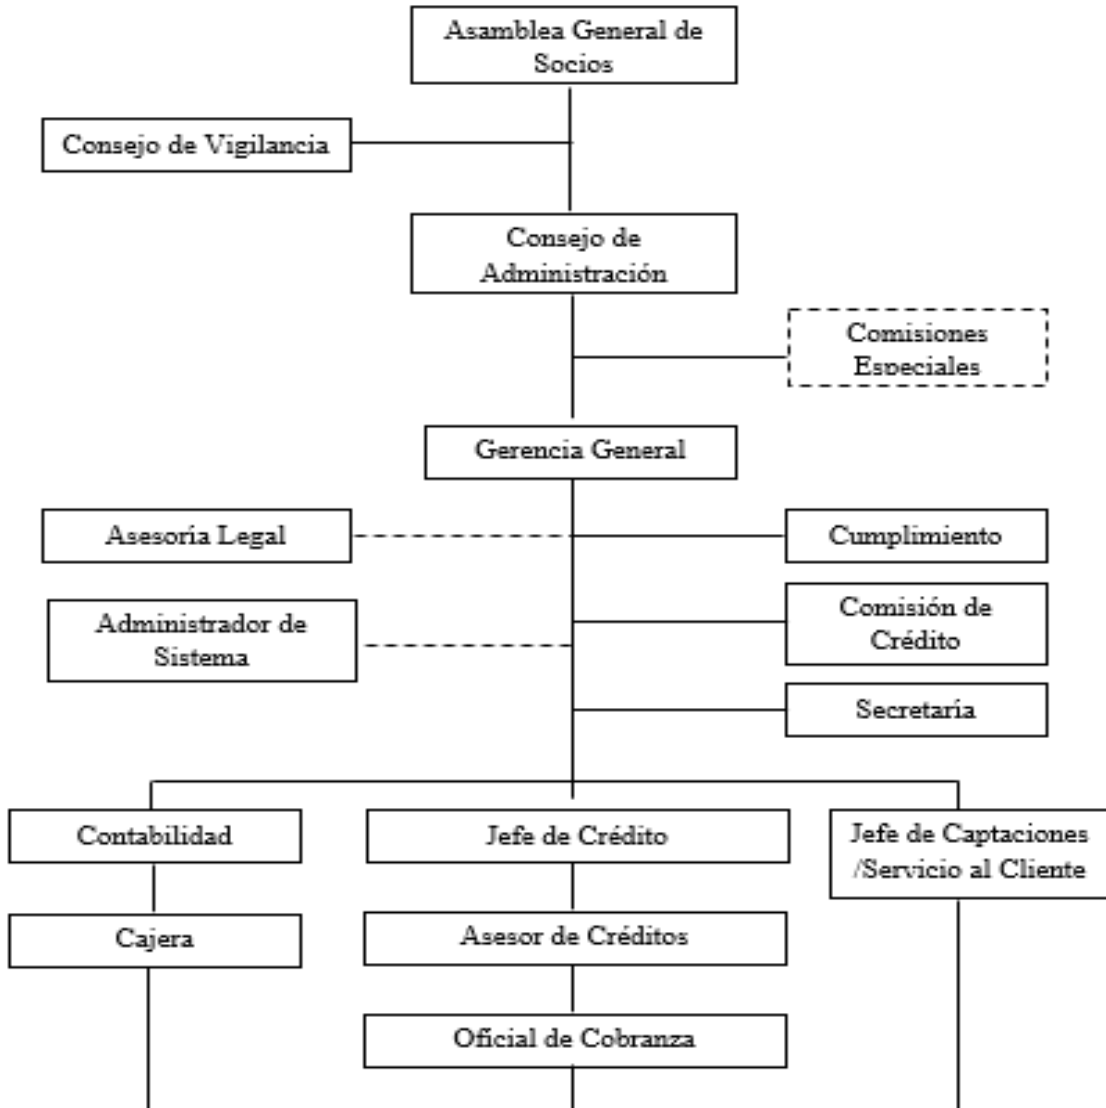 Asamblea General de
Socios
Consejo de Vigilancia
Consejo de
Administración
Comisiones
Especiales
Gerencia General
Asesoría Legal
Cumplimiento
Administrador de
Sistema
Comisión de
Crédito
Secretaría
Contabilidad
Jefe de Crédito
Jefe de Captaciones
/Servicio al Cliente
Cajera
Asesor de Créditos
Oficial de Cobranza